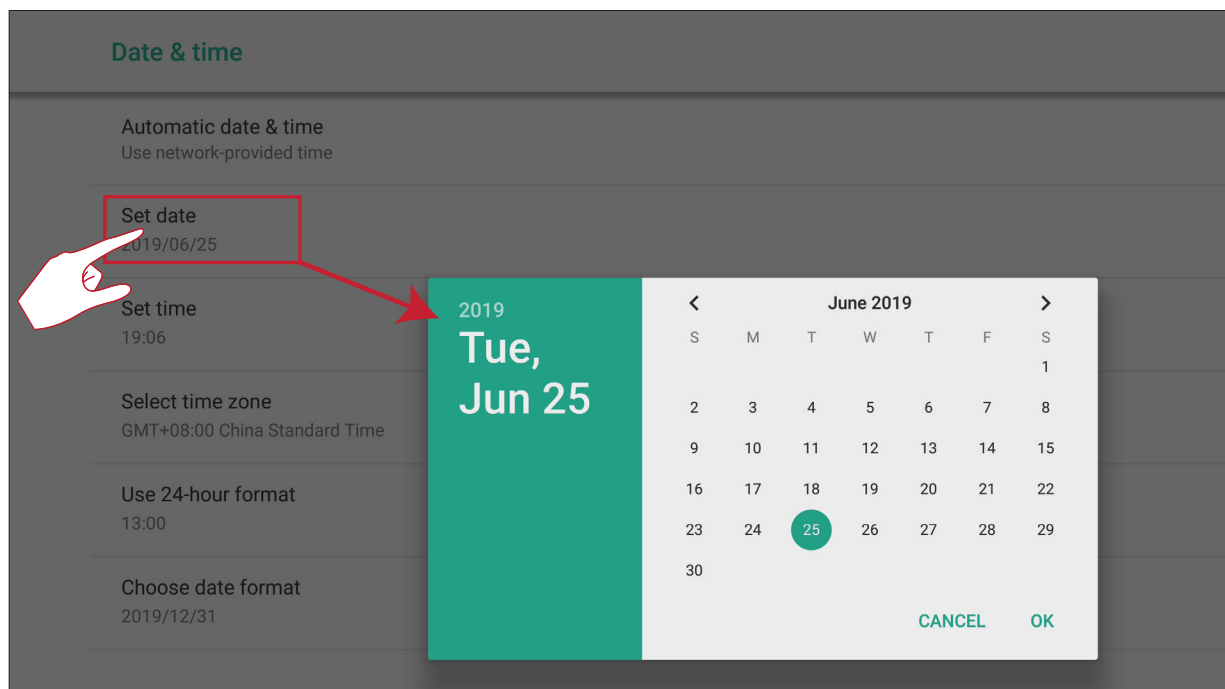 Date & time
Automatic date & time
Use network-provided time
Set date
2019/06/25
Set time
19:06
Select time zone
GMT+08:00 China Standard Time
Use 24-hour format
13:00
Choose date format
2019/12/31
2019
Tue,
Jun 25
June 2019
S M T W T F S
1
2 3 4 5 6 7 8
9 10 11 12 13 14 15
16 17 18 19 20 21 22
23 24 25 26 27 28 29
30
CANCEL OK